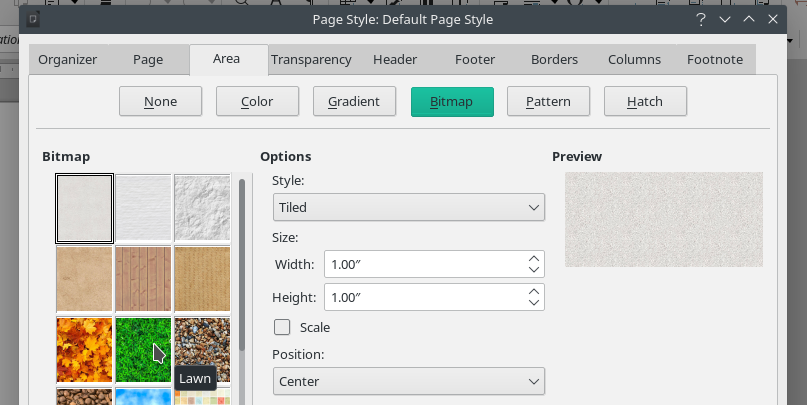 Page Style: Default Page Style
Organizer Page Area Transparency Header Footer Borders Columns Footnote
None Color Gradient Bitmap Pattern Hatch
Bitmap Options Preview
Style:
Tiled
Size:
Width: 1.00″
Height: 1.00″
Scale
Position:
Lawn
Center